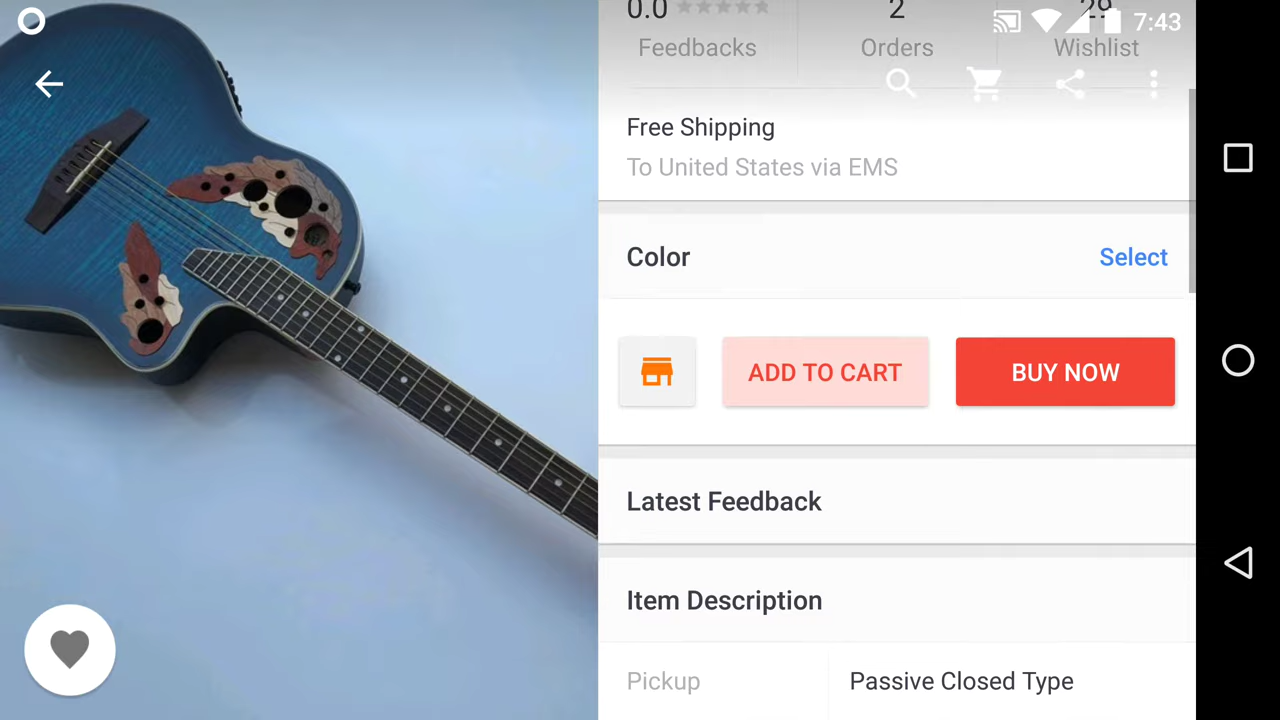 0.0 2 29
Feedbacks Orders Wishlist
7:43
Free Shipping
To United States via EMS
Color Select
ADD TO CART BUY NOW
Latest Feedback
Item Description
Pickup Passive Closed Type